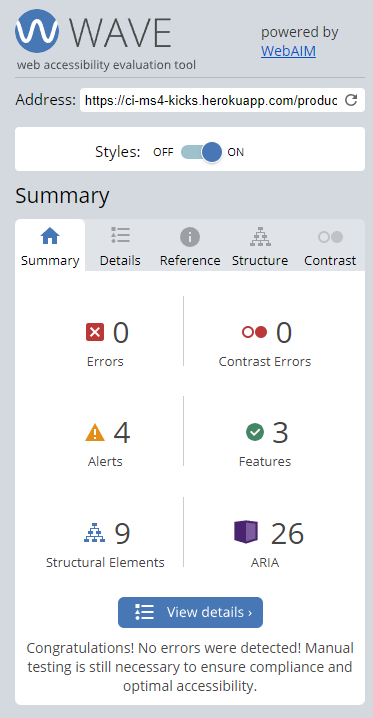 WAVE
web accessibility evaluation tool
powered by
WebAIM
Address: https://ci-ms4-kicks.herokuapp.com/produc
Styles: OFF ON
Summary
Summary Details Reference Structure Contrast
0 0
Errors Contrast Errors
4 3
Alerts Features
9 26
Structural Elements ARIA
View details ›
Congratulations! No errors were detected! Manual
testing is still necessary to ensure compliance and
optimal accessibility.